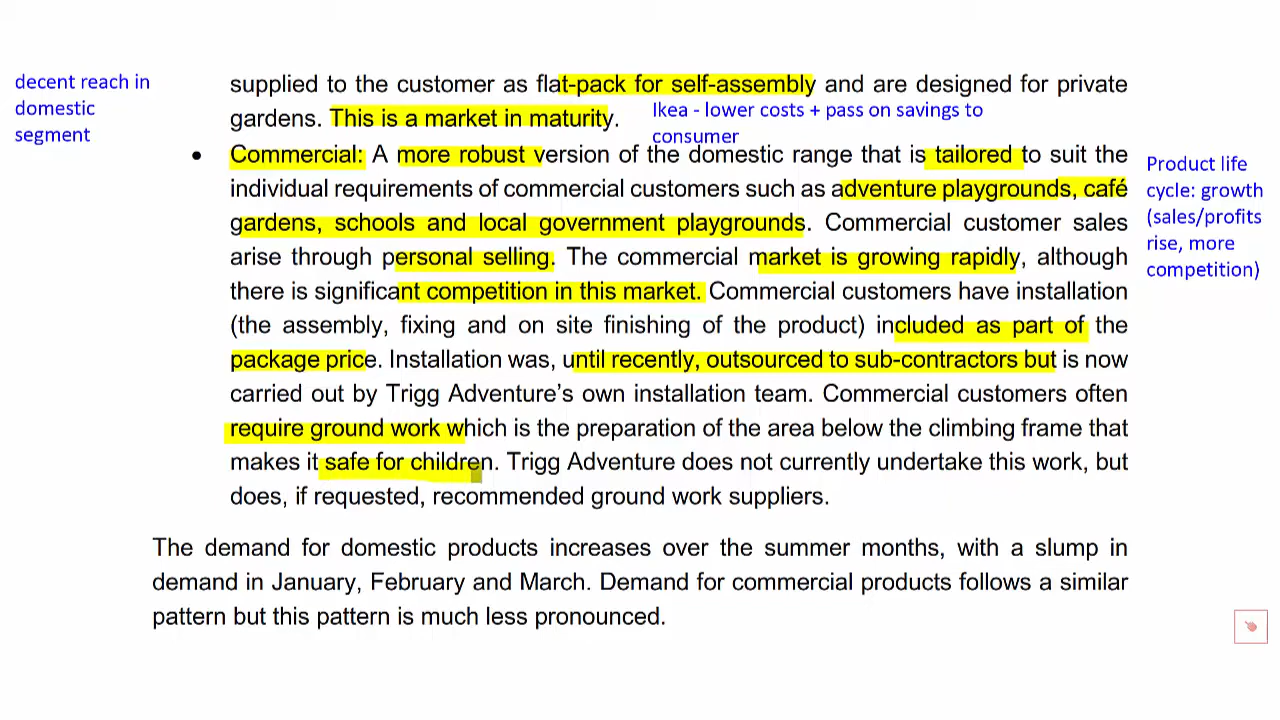 decent reach in
domestic
segment
supplied to the customer as flat-pack for self-assembly and are designed for private
gardens. This is a market in maturity.
Ikea - lower costs + pass on savings to
consumer
• Commercial: A more robust version of the domestic range that is tailored to suit the
individual requirements of commercial customers such as adventure playgrounds, café
gardens, schools and local government playgrounds. Commercial customer sales
arise through personal selling. The commercial market is growing rapidly, although
there is significant competition in this market. Commercial customers have installation
(the assembly, fixing and on site finishing of the product) included as part of the
package price. Installation was, until recently, outsourced to sub-contractors but is now
carried out by Trigg Adventure’s own installation team. Commercial customers often
require ground work which is the preparation of the area below the climbing frame that
makes it safe for children. Trigg Adventure does not currently undertake this work, but
does, if requested, recommended ground work suppliers.
Product life
cycle: growth
(sales/profits
rise, more
competition)
The demand for domestic products increases over the summer months, with a slump in
demand in January, February and March. Demand for commercial products follows a similar
pattern but this pattern is much less pronounced.